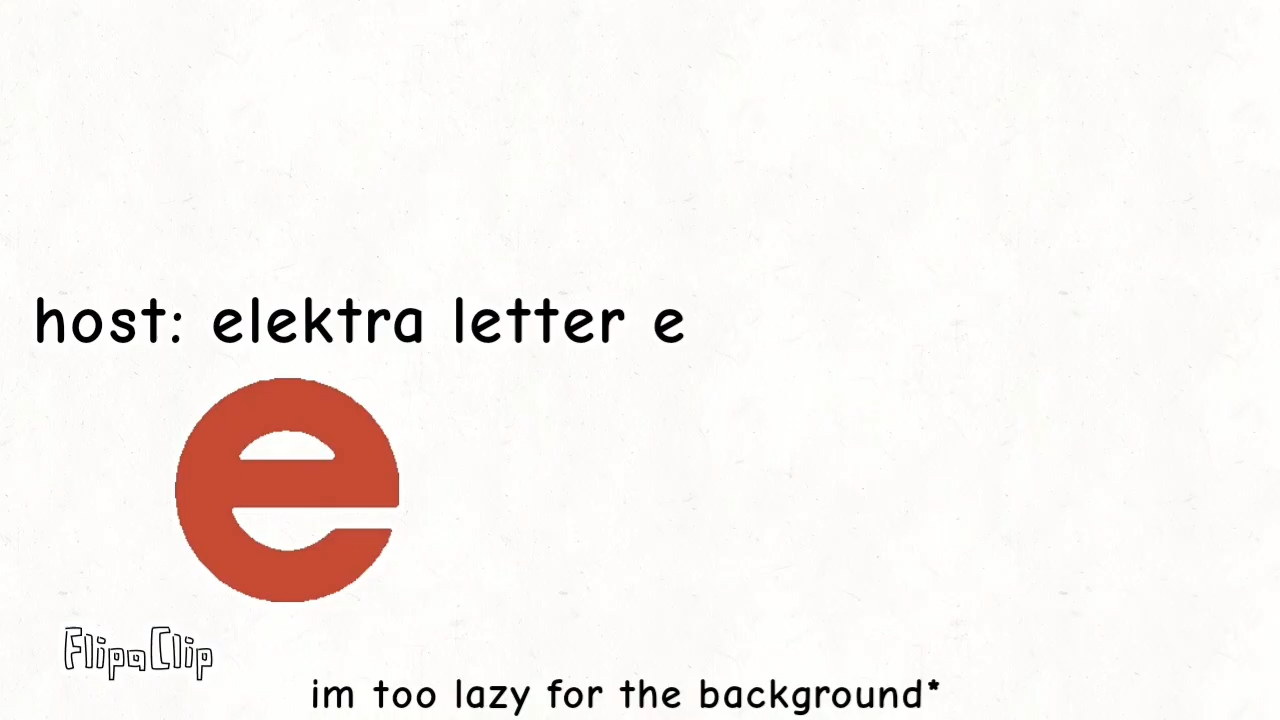 host: elektra letter e
e
FlipaClip
im too lazy for the background*